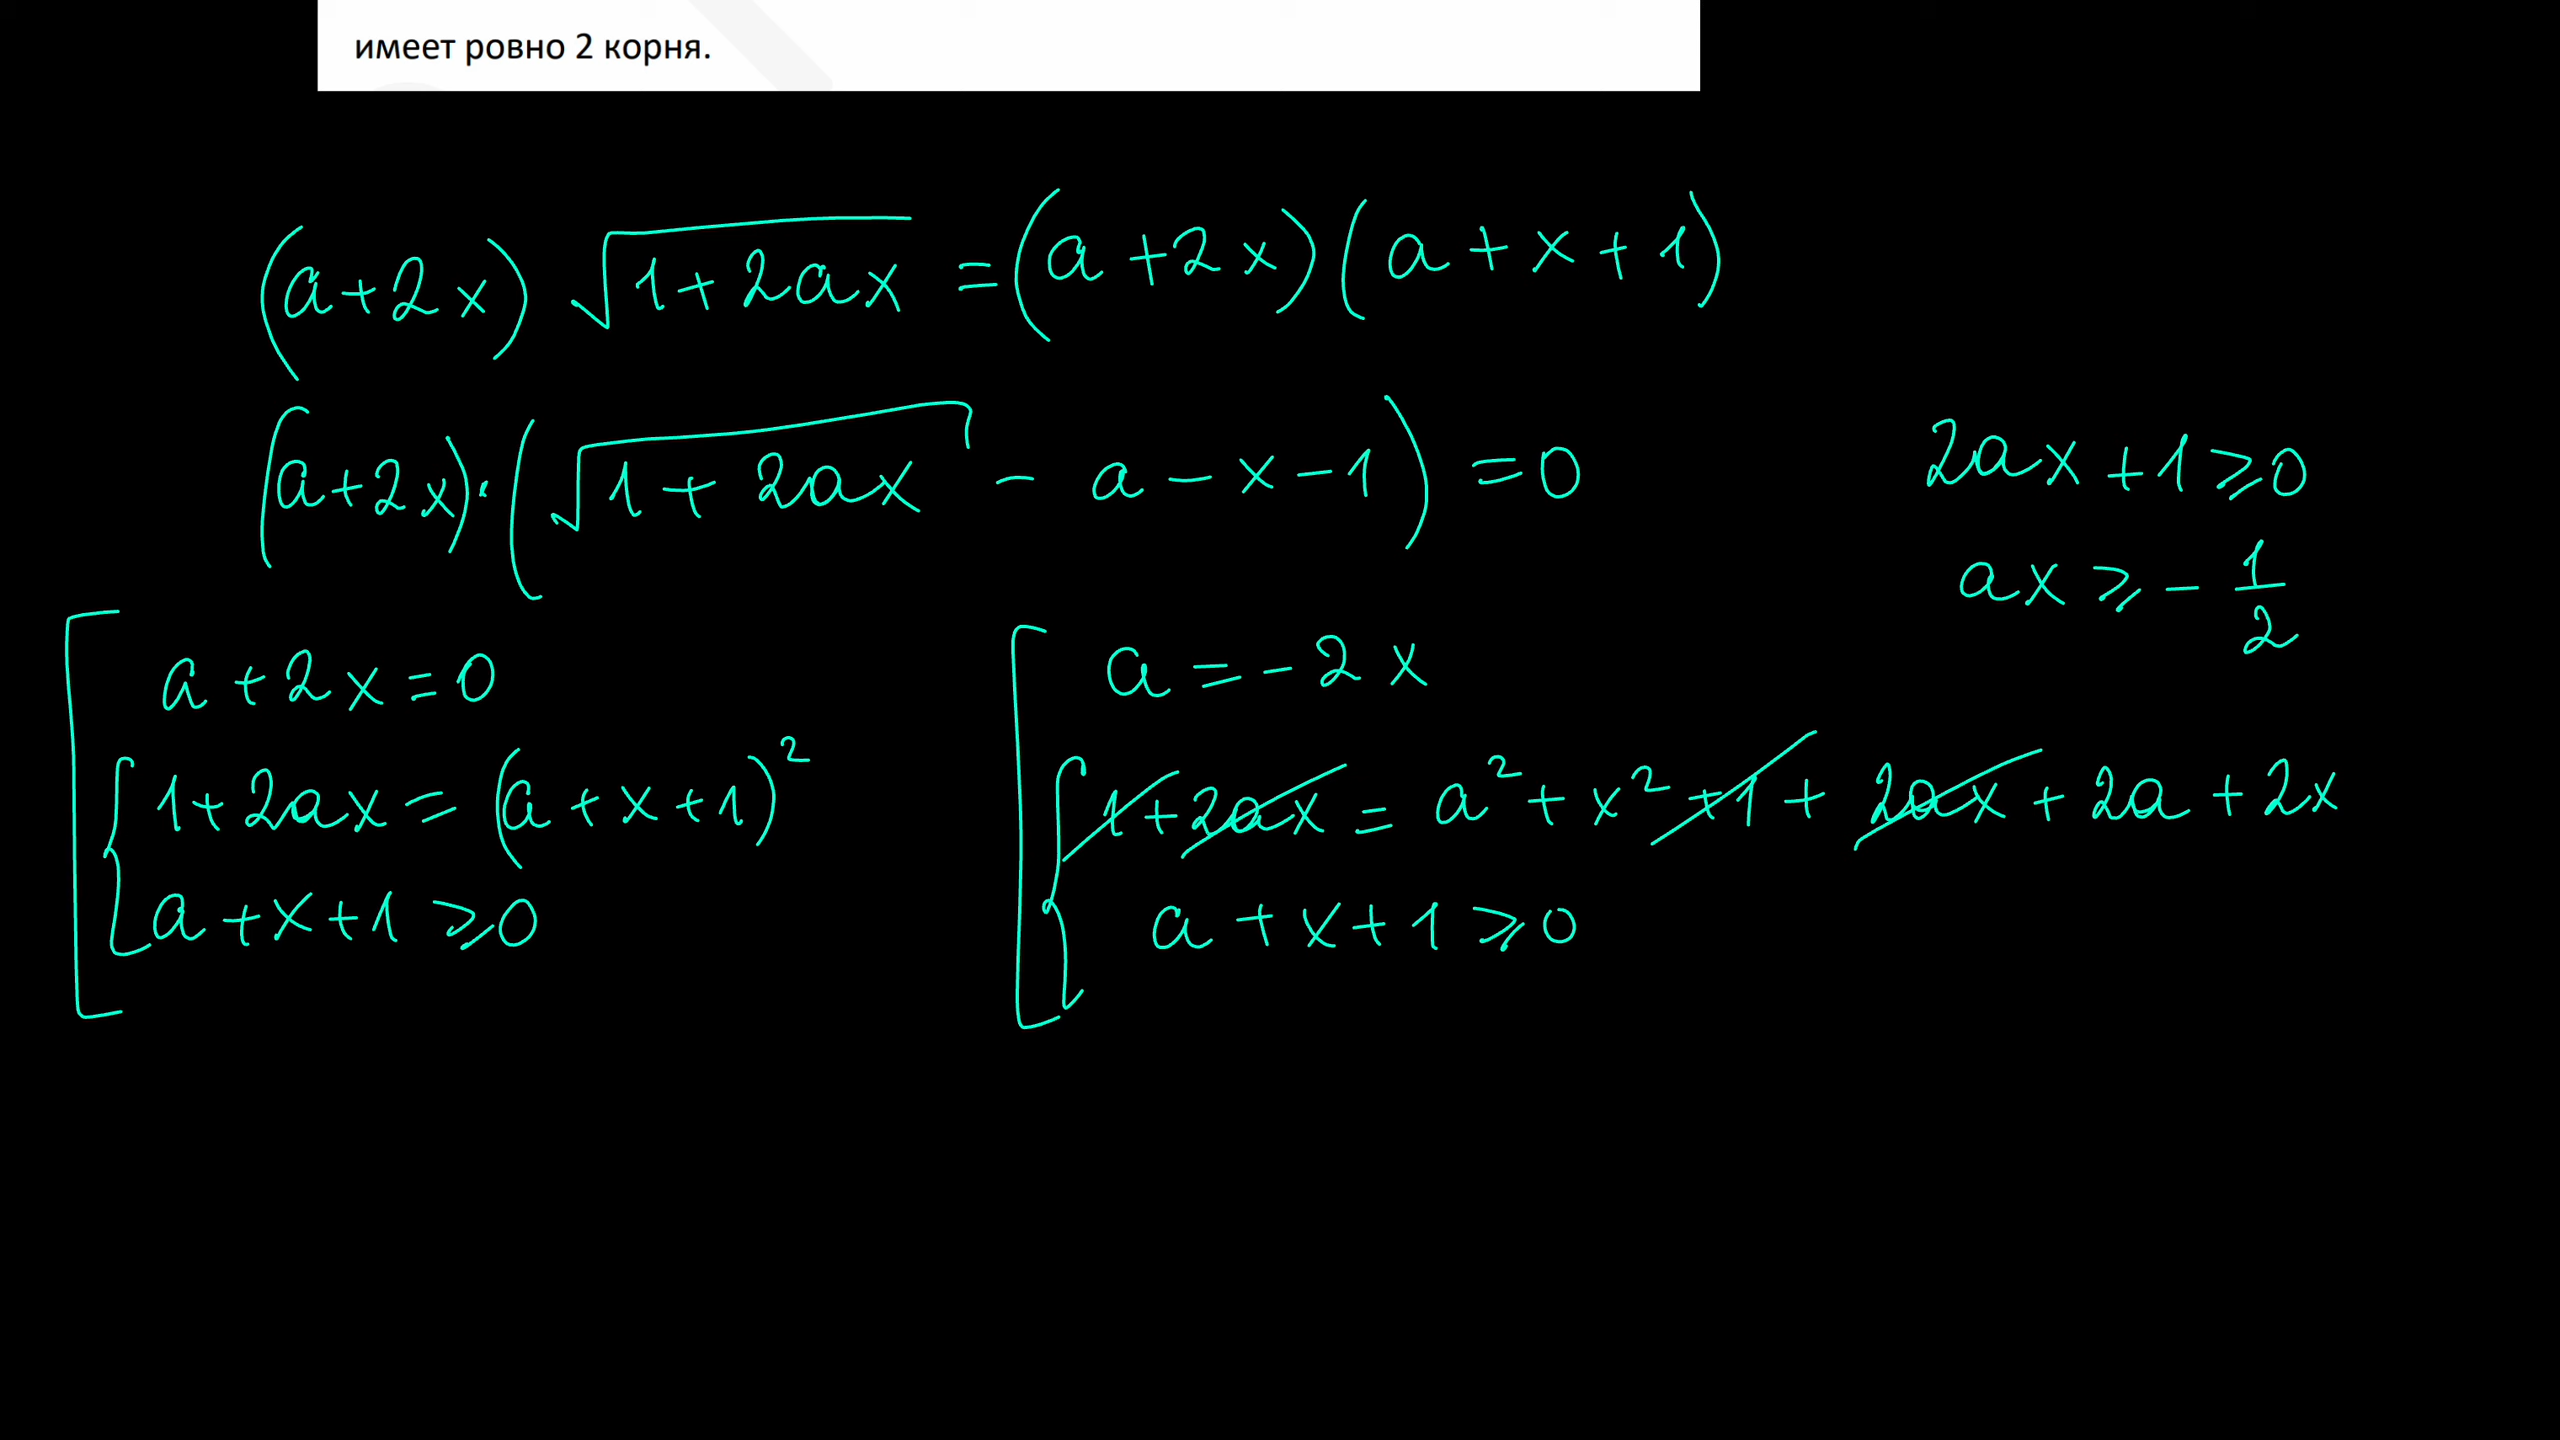 имеет ровно 2 корня.
(a+2x) √(1+2ax) = (a+2x)(a+x+1)
(a+2x)·(√(1+2ax) - a - x - 1) = 0
2ax+1 ⩾ 0
ax ⩾ - 1/2
a+2x=0
1+2ax = (a+x+1)²
a+x+1 ⩾ 0
a = -2x
1+2ax = a² + x² + 1 + 2ax + 2a + 2x
a + x + 1 ⩾ 0